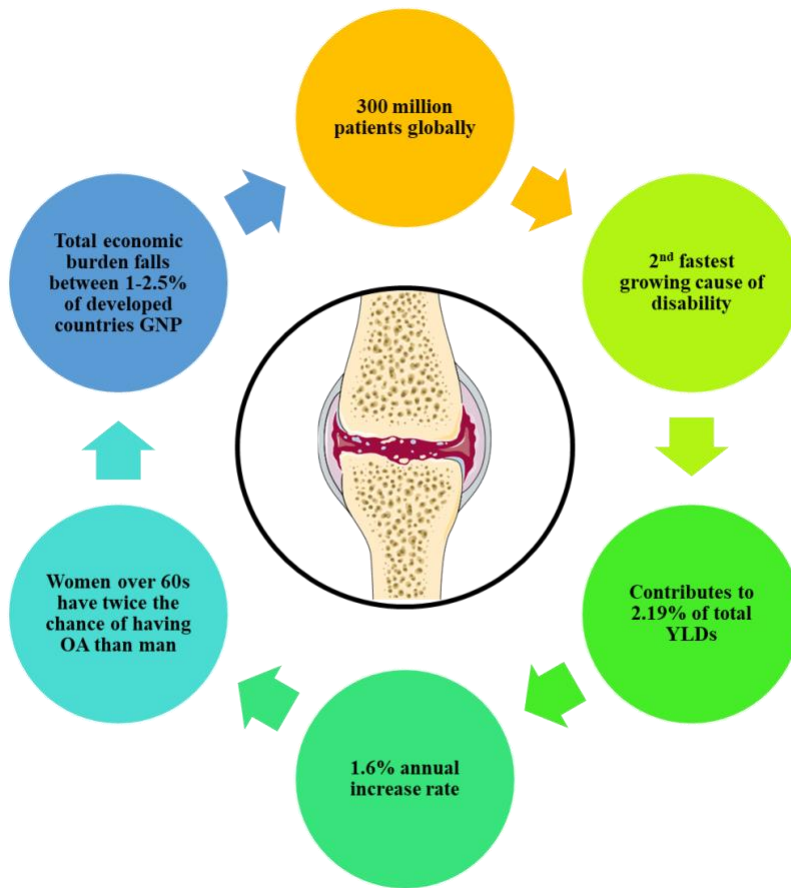 300 million
patients globally
2nd fastest
growing cause of
disability
Contributes to
2.19% of total
YLDs
1.6% annual
increase rate
Women over 60s
have twice the
chance of having
OA than man
Total economic
burden falls
between 1-2.5%
of developed
countries GNP